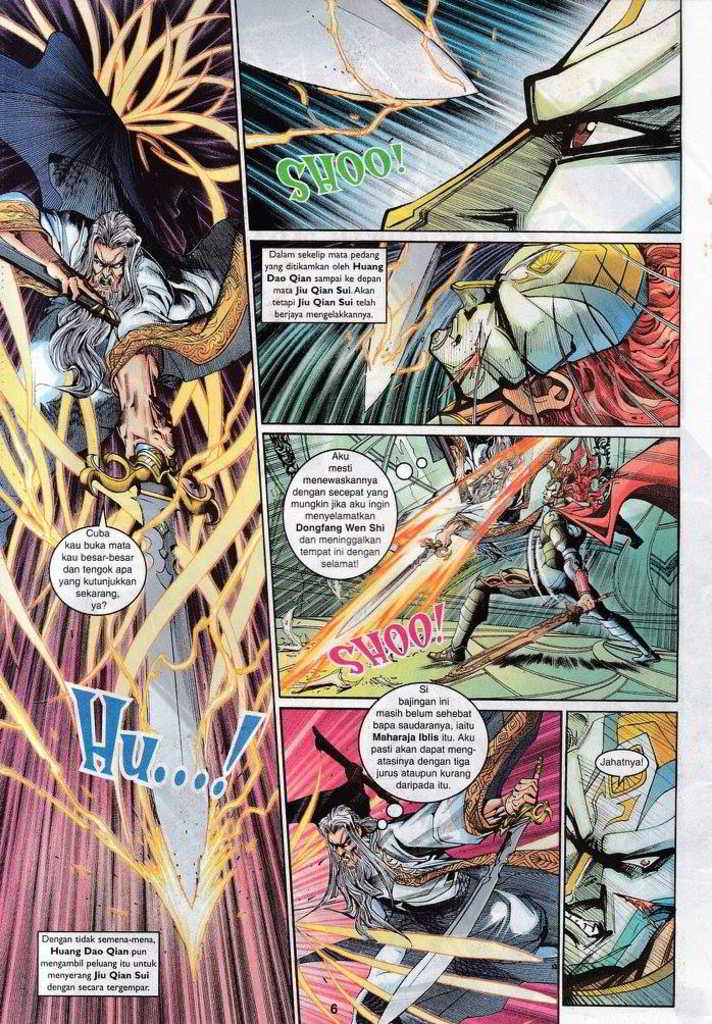 Cuba
kau buka mata
kau besar-besar
dan tengok apa
yang kutunjukkan
sekarang,
ya?
Hu....!
Dengan tidak semena-mena,
Huang Dao Qian pun
mengambil peluang itu untuk
menyerang Jiu Qian Sui
dengan secara tergempar.
SHOO!
Dalam sekelip mata pedang
yang ditikamkan oleh Huang
Dao Qian sampai ke depan
mata Jiu Qian Sui. Akan
tetapi Jiu Qian Sui telah
berjaya mengelakkannya.
Aku
mesti
menewaskannya
dengan secepat yang
mungkin jika aku ingin
menyelamatkan
Dongfang Wen Shi
dan meninggalkan
tempat ini dengan
selamat!
SHOO!
Si
bajingan ini
masih belum sehebat
bapa saudaranya, iaitu
Maharaja Iblis itu. Aku
pasti akan dapat meng-
atasinya dengan tiga
jurus ataupun kurang
daripada itu.
Jahatnya!
6